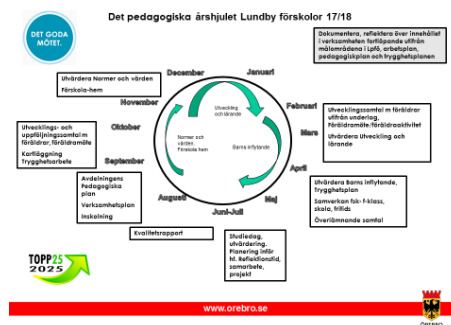 Det pedagogiska årshjulet Lundby förskolor 17/18
DET GODA
MÖTET.
Dokumentera, reflektera över innehållet
i verksamheten fortlöpande utifrån
målområdena i Lpfö, arbetsplan,
pedagogiskplan och trygghetsplanen
Utvärdera Normer och värden
Förskola-hem
December
Januari
November
Februari
Oktober
Mars
September
April
Augusti
Maj
Juni-Juli
Utveckling
och lärande
Normer och
värden.
Förskola hem
Barns inflytande
Utvecklingssamtal m föräldrar
utifrån underlag,
Föräldramöte/föräldraaktivitet
Utvärdera Utveckling och
lärande
Utvecklings- och
uppföljningssamtal m
föräldrar, föräldramöte
Kartläggning
Trygghetsarbete
Avdelningens
Pedagogiska
plan
Verksamhetsplan
Inskolning
Utvärdera Barns inflytande,
Trygghetsplan
Samverkan fsk- f-klass,
skola, fritids
Överlämnande samtal
Kvalitetsrapport
Studiedag,
utvärdering.
Planering inför
ht. Reflektionstid,
samarbete,
projekt
TOPP25
2025
www.orebro.se
ÖREBRO